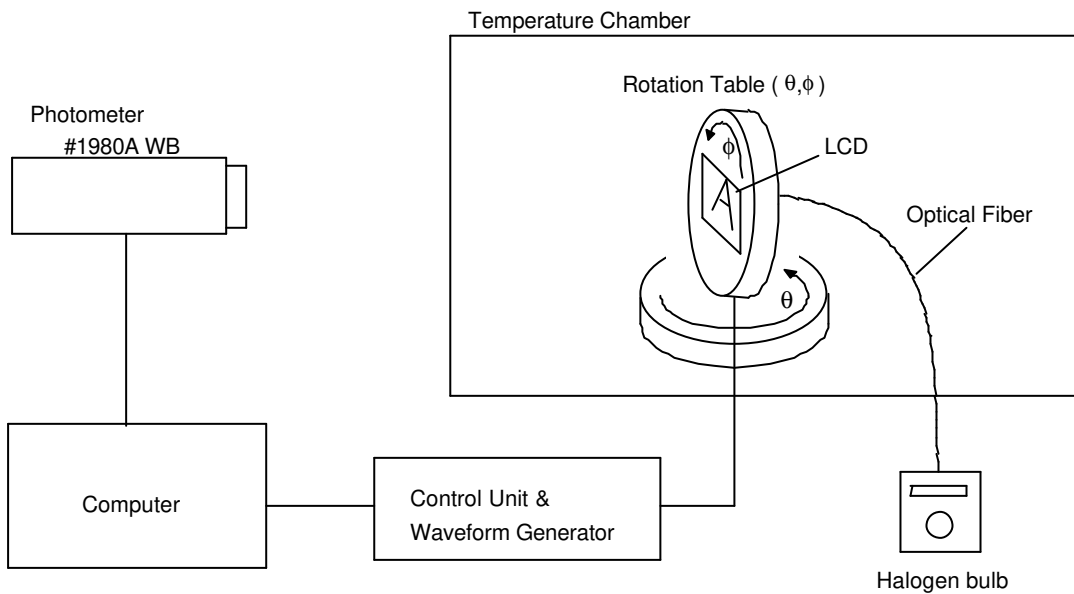 Temperature Chamber
Rotation Table ( θ,ϕ )
Photometer
#1980A WB
ϕ
LCD
A
Optical Fiber
θ
Computer
Control Unit &
Waveform Generator
Halogen bulb